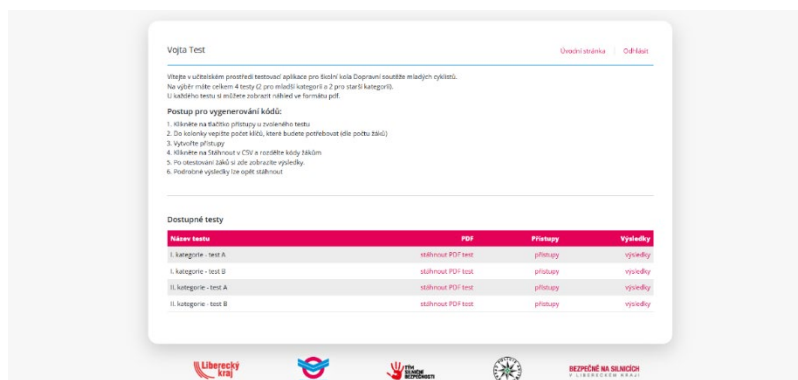 Vojta Test
Úvodní stránka
Odhlásit
Vítejte v učitelském prostředí testovací aplikace pro školní kola Dopravní soutěže mladých cyklistů.
Na výběr máte celkem 4 testy (2 pro mladší kategorii a 2 pro starší kategorii).
U každého testu si můžete zobrazit náhled ve formátu pdf.
Postup pro vygenerování kódů:
1. Klikněte na tlačítko přístupy u zvoleného testu
2. Do kolonky vepište počet klíčů, které budete potřebovat (dle počtu žáků)
3. Vytvořte přístupy
4. Klikněte na Stáhnout v CSV a rozdělte kódy žákům
5. Po otestování žáků si zde zobrazíte výsledky.
6. Podrobné výsledky lze opět stáhnout
Dostupné testy
Název testu PDF Přístupy Výsledky
I. kategorie - test A stáhnout PDF test přístupy výsledky
I. kategorie - test B stáhnout PDF test přístupy výsledky
II. kategorie - test A stáhnout PDF test přístupy výsledky
II. kategorie - test B stáhnout PDF test přístupy výsledky
Liberecký
kraj
TÝM
SILNIČNÍ
BEZPEČNOSTI
BEZPEČNĚ NA SILNICÍCH
V LIBERECKÉM KRAJI